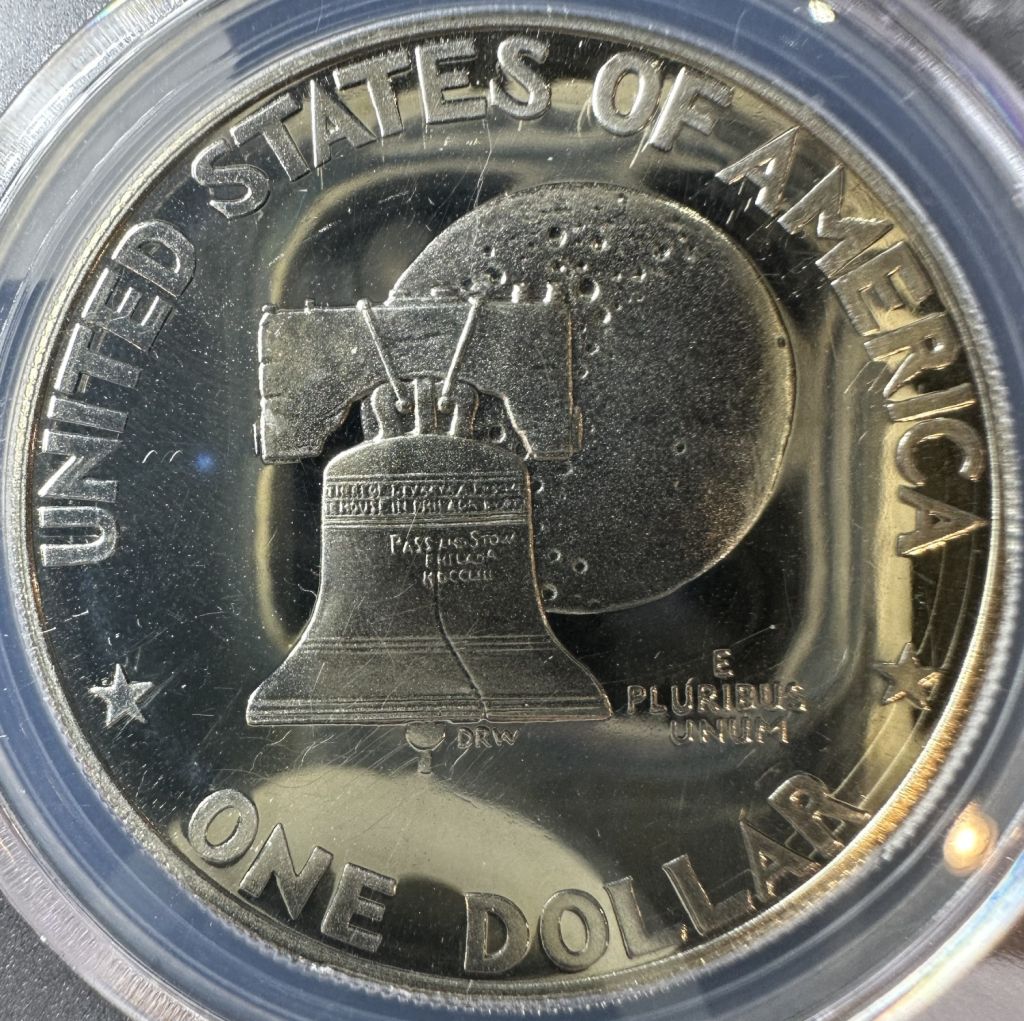 UNITED STATES OF AMERICA
PASS AND STOW
PHILADA
MDCCLIII
E
PLURIBUS
UNUM
DRW
ONE DOLLAR